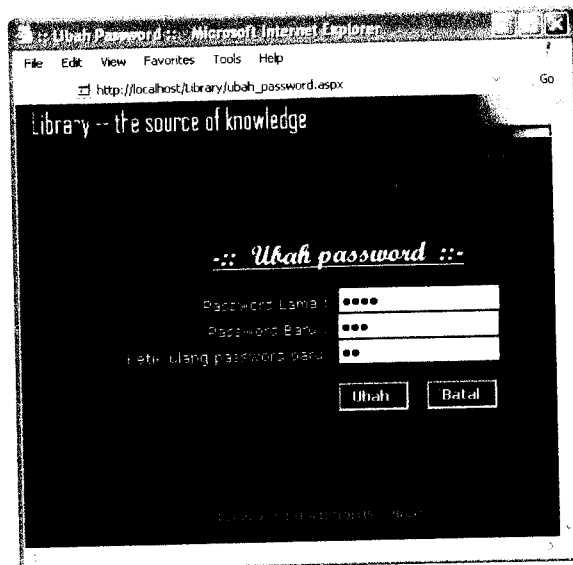 :: Ubah Password :: Microsoft Internet Explorer
File Edit View Favorites Tools Help
http://localhost/Library/ubah_password.aspx Go
Library -- the source of knowledge
-:: Ubah password ::-
Password Lama :
Password Baru :
Ketik ulang password baru
Ubah Batal